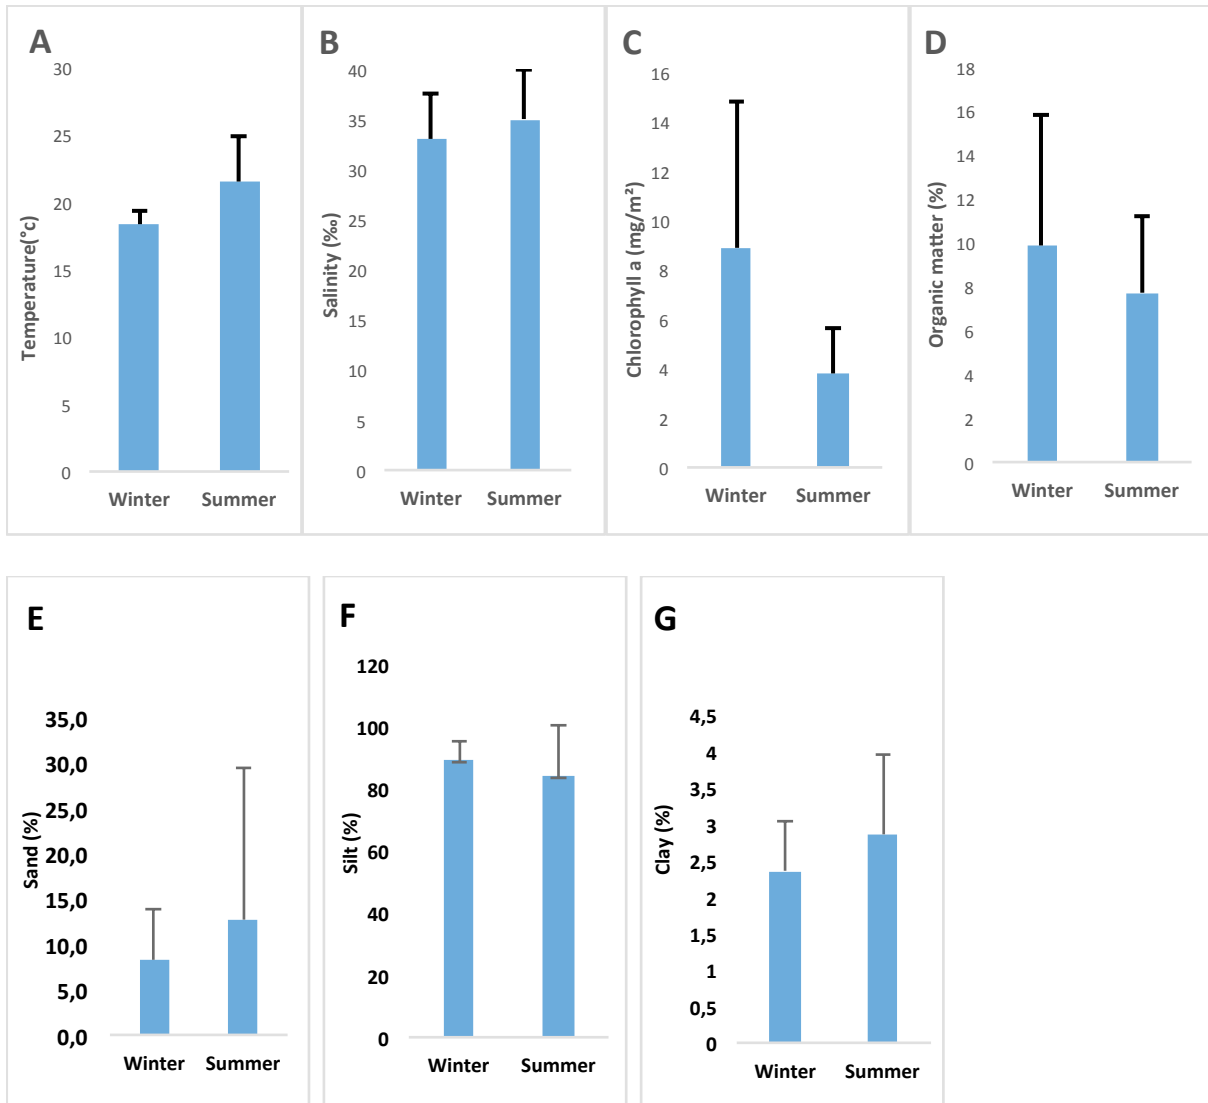 A
Temperature(°c)
30
25
20
15
10
5
0
Winter Summer
B
Salinity (‰)
40
35
30
25
20
15
10
5
0
Winter Summer
C
Chlorophyll a (mg/m²)
16
14
12
10
8
6
4
2
0
Winter Summer
D
Organic matter (%)
18
16
14
12
10
8
6
4
2
0
Winter Summer
E
Sand (%)
35,0
30,0
25,0
20,0
15,0
10,0
5,0
0,0
Winter Summer
F
Silt (%)
120
100
80
60
40
20
0
Winter Summer
G
Clay (%)
4,5
4
3,5
3
2,5
2
1,5
1
0,5
0
Winter Summer